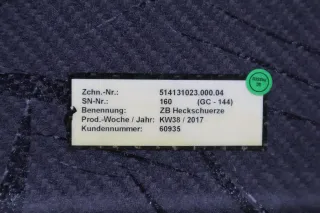 Zchn.-Nr.: 514131023.000.04
SN-Nr.: 160 (GC - 144)
Benennung: ZB Heckschuerze
Prod.-Woche / Jahr: KW38 / 2017
Kundennummer: 60935